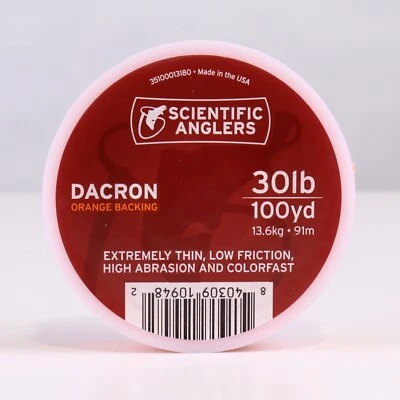 35100013180 • Made in the USA
SCIENTIFIC
ANGLERS
DACRON
ORANGE BACKING
30lb
100yd
13.6kg • 91m
EXTREMELY THIN, LOW FRICTION,
HIGH ABRASION AND COLORFAST
8 40309 10948 2